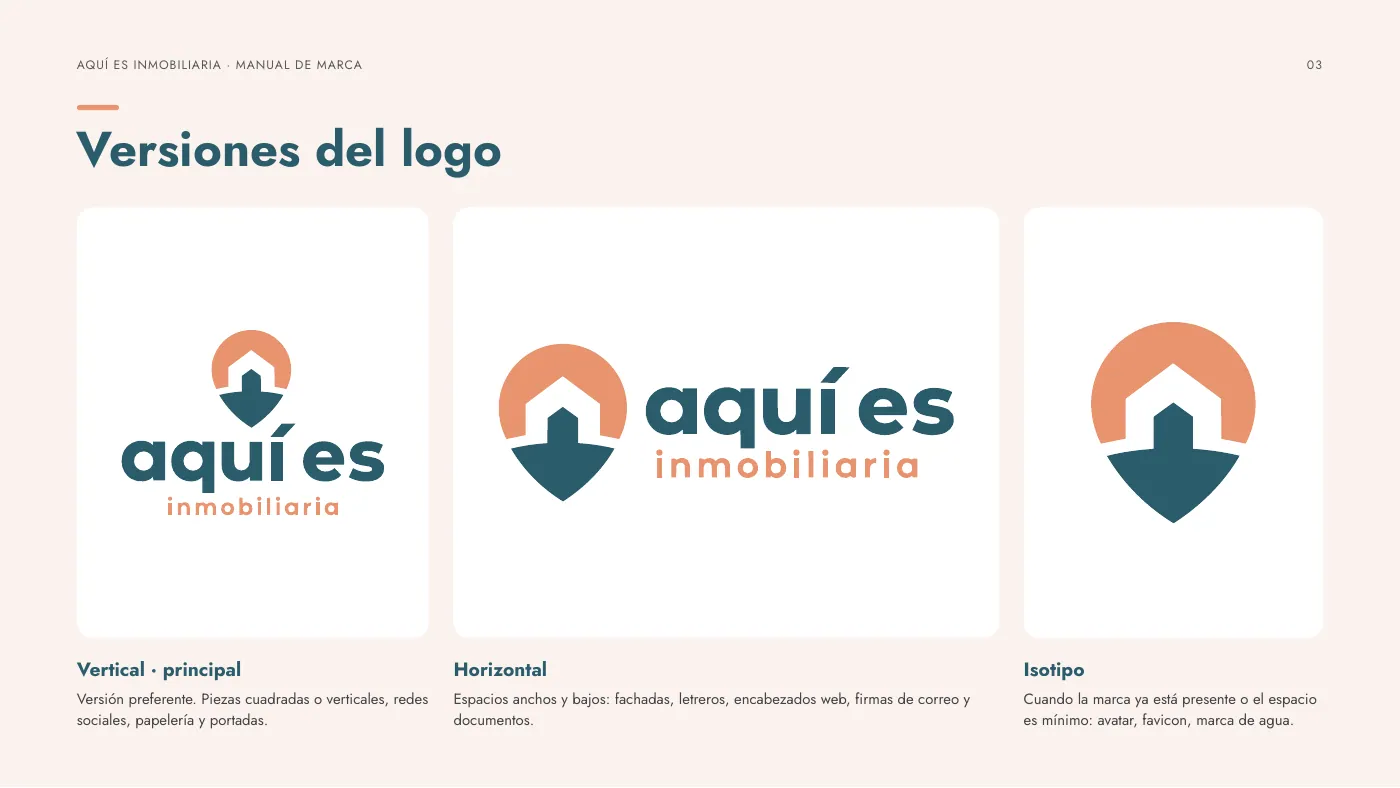 AQUÍ ES INMOBILIARIA · MANUAL DE MARCA
03
Versiones del logo
aquí es
inmobiliaria
aquí es
inmobiliaria
Vertical · principal
Versión preferente. Piezas cuadradas o verticales, redes
sociales, papelería y portadas.
Horizontal
Espacios anchos y bajos: fachadas, letreros, encabezados web, firmas de correo y
documentos.
Isotipo
Cuando la marca ya está presente o el espacio
es mínimo: avatar, favicon, marca de agua.